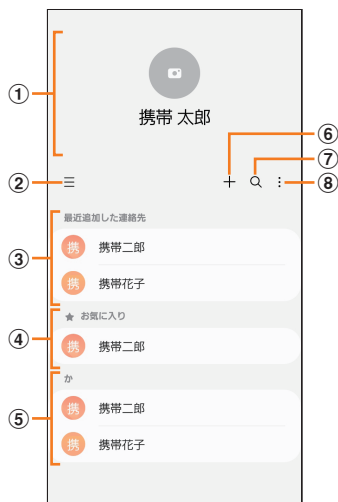 ①
携帯 太郎
⑥
⑦
② ⑧
最近追加した連絡先
携 携帯二郎
③
携 携帯花子
★ お気に入り
④ 携 携帯二郎
か
携 携帯二郎
⑤
携 携帯花子